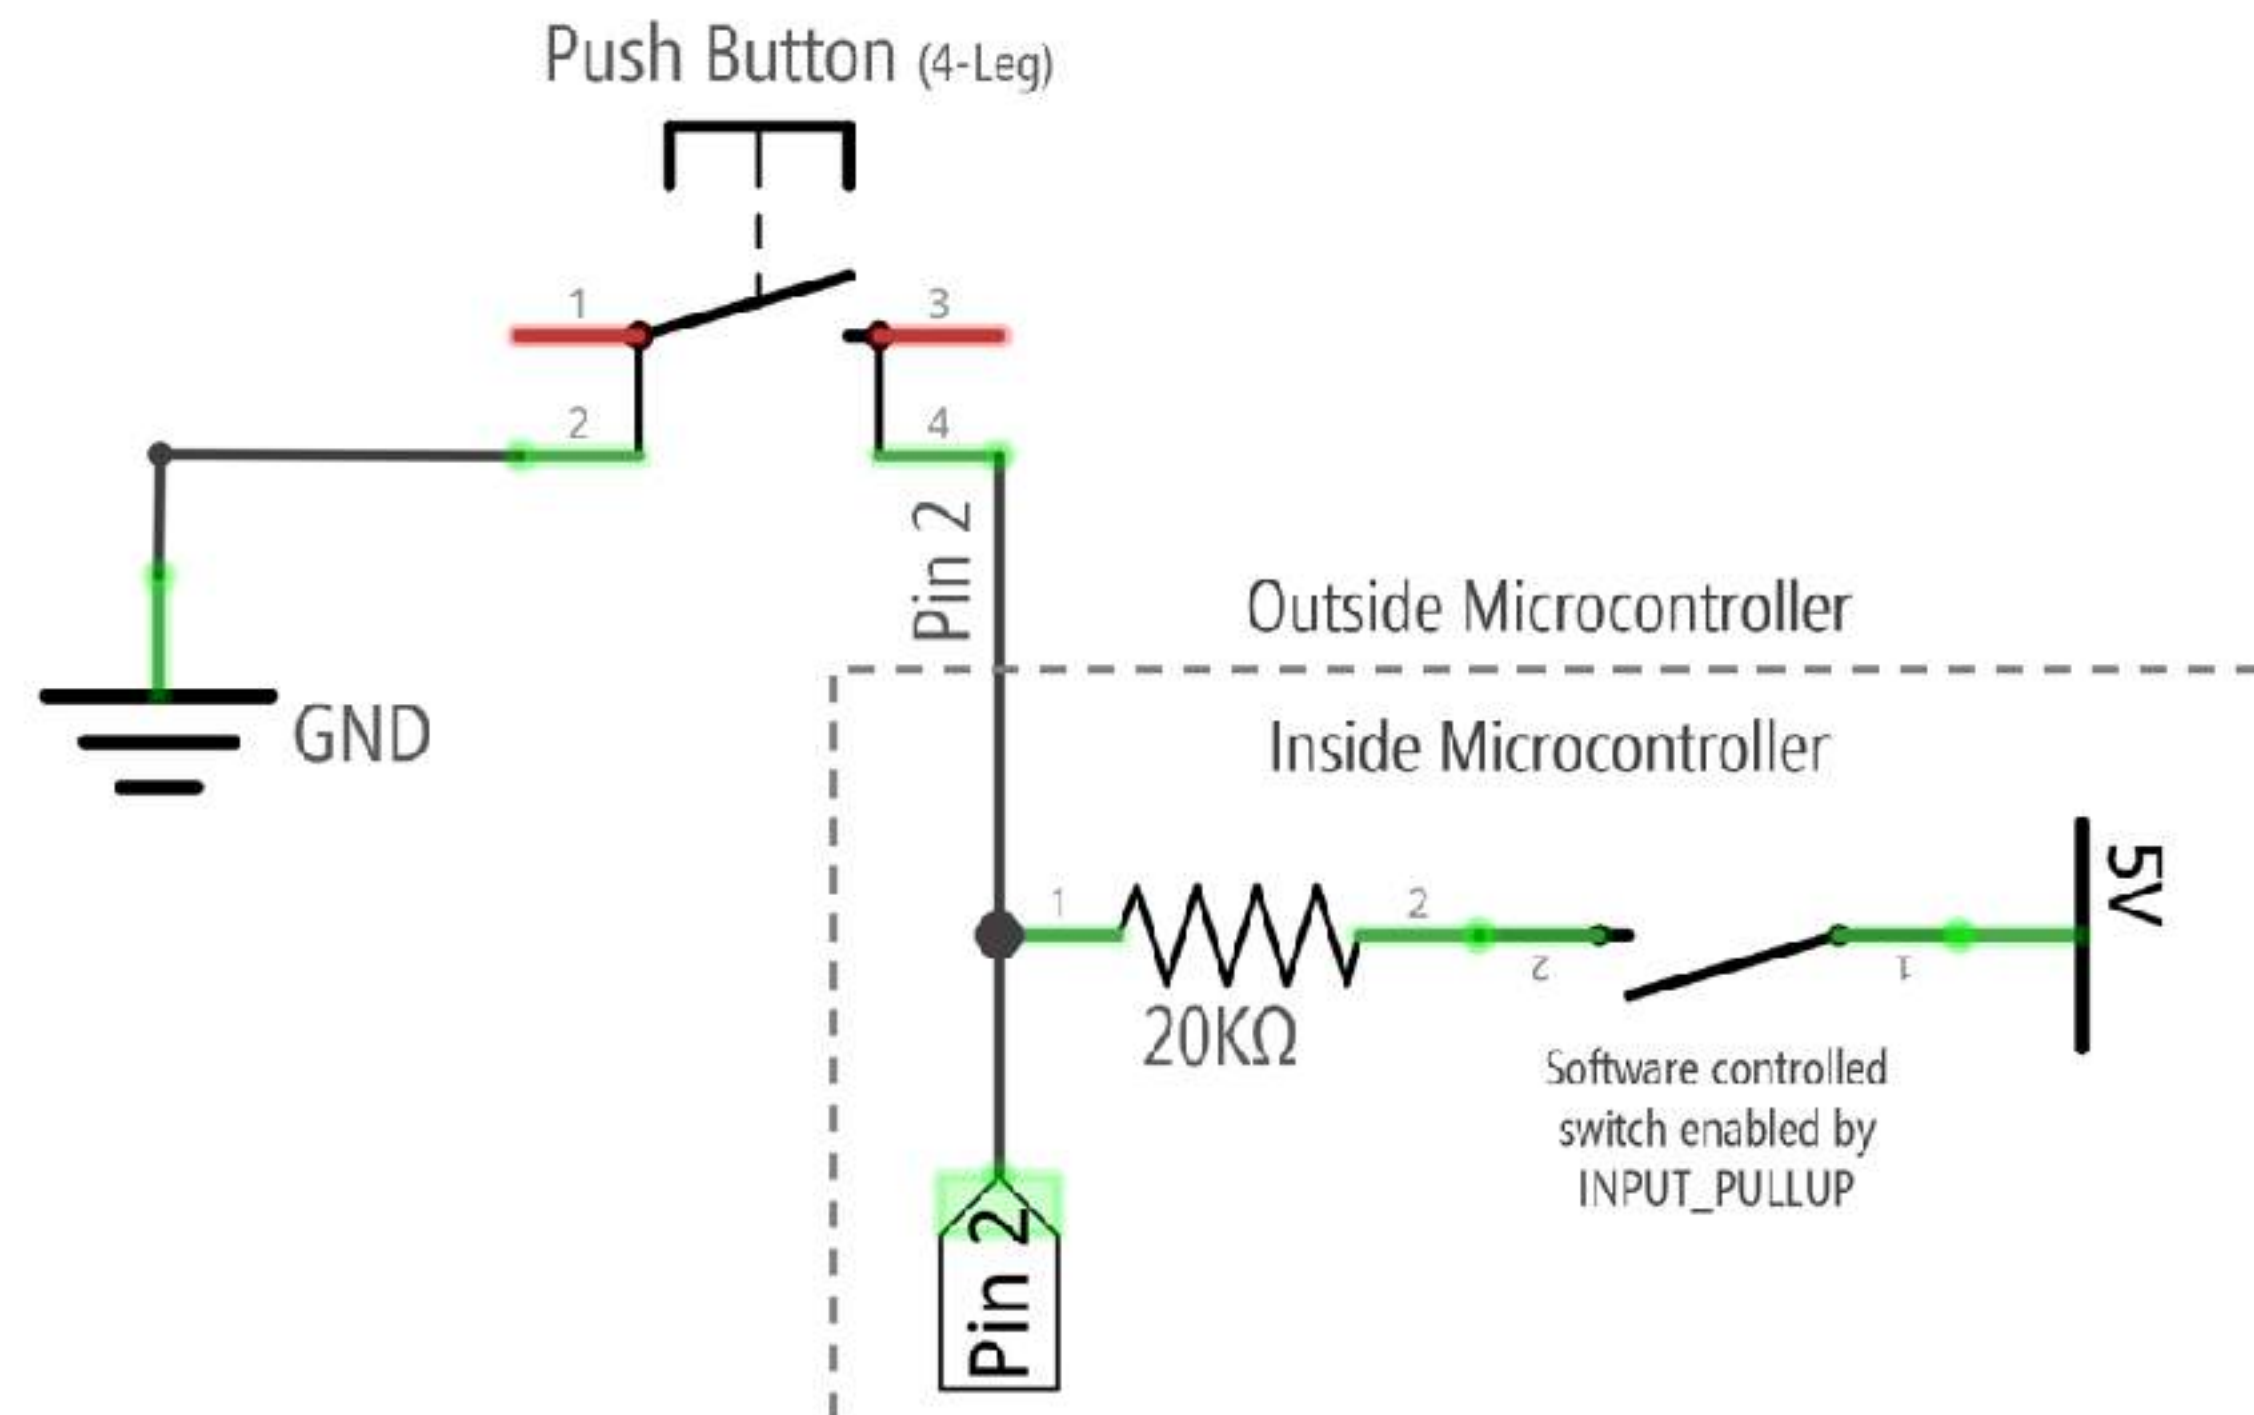 Push Button (4-Leg)
1
3
2
4
Pin 2
Outside Microcontroller
GND
Inside Microcontroller
5V
1
2
2
1
20KΩ
Software controlled
switch enabled by
INPUT_PULLUP
Pin 2